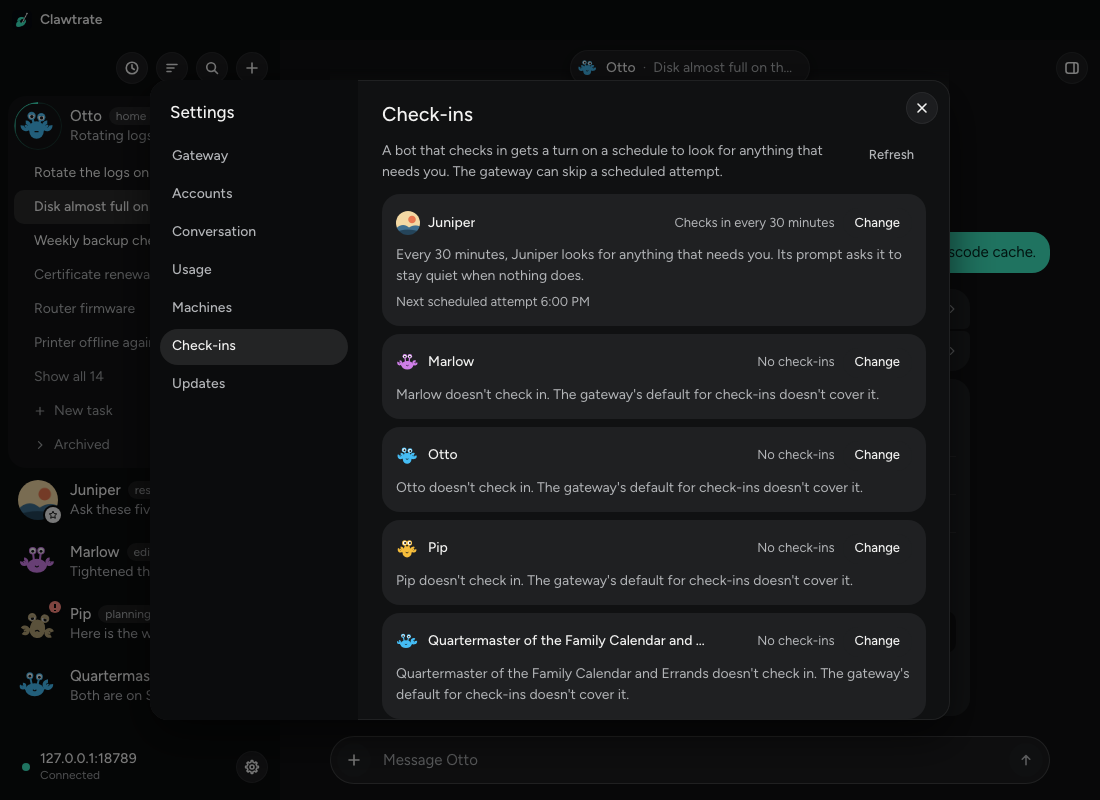 Clawtrate
Otto · Disk almost full on th...
Otto home
Rotating logs
Rotate the logs on
Disk almost full on
Weekly backup che
Certificate renewa
Router firmware
Printer offline agai
Show all 14
+ New task
Archived
Juniper res
Ask these fiv
Marlow edi
Tightened th
Pip planning
Here is the w
Quartermas
Both are on S
127.0.0.1:18789
Connected
Settings
Gateway
Accounts
Conversation
Usage
Machines
Check-ins
Updates
Check-ins
A bot that checks in gets a turn on a schedule to look for anything that
needs you. The gateway can skip a scheduled attempt.
Refresh
Juniper Checks in every 30 minutes Change
Every 30 minutes, Juniper looks for anything that needs you. Its prompt asks it to
stay quiet when nothing does.
Next scheduled attempt 6:00 PM
Marlow No check-ins Change
Marlow doesn't check in. The gateway's default for check-ins doesn't cover it.
Otto No check-ins Change
Otto doesn't check in. The gateway's default for check-ins doesn't cover it.
Pip No check-ins Change
Pip doesn't check in. The gateway's default for check-ins doesn't cover it.
Quartermaster of the Family Calendar and ... No check-ins Change
Quartermaster of the Family Calendar and Errands doesn't check in. The gateway's
default for check-ins doesn't cover it.
scode cache.
Message Otto